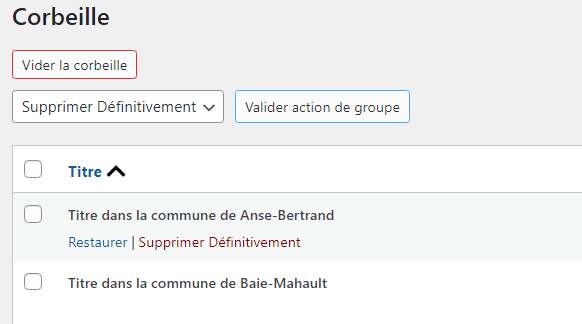 Corbeille
Vider la corbeille
Supprimer Définitivement
Valider action de groupe
Titre
Titre dans la commune de Anse-Bertrand
Restaurer | Supprimer Définitivement
Titre dans la commune de Baie-Mahault